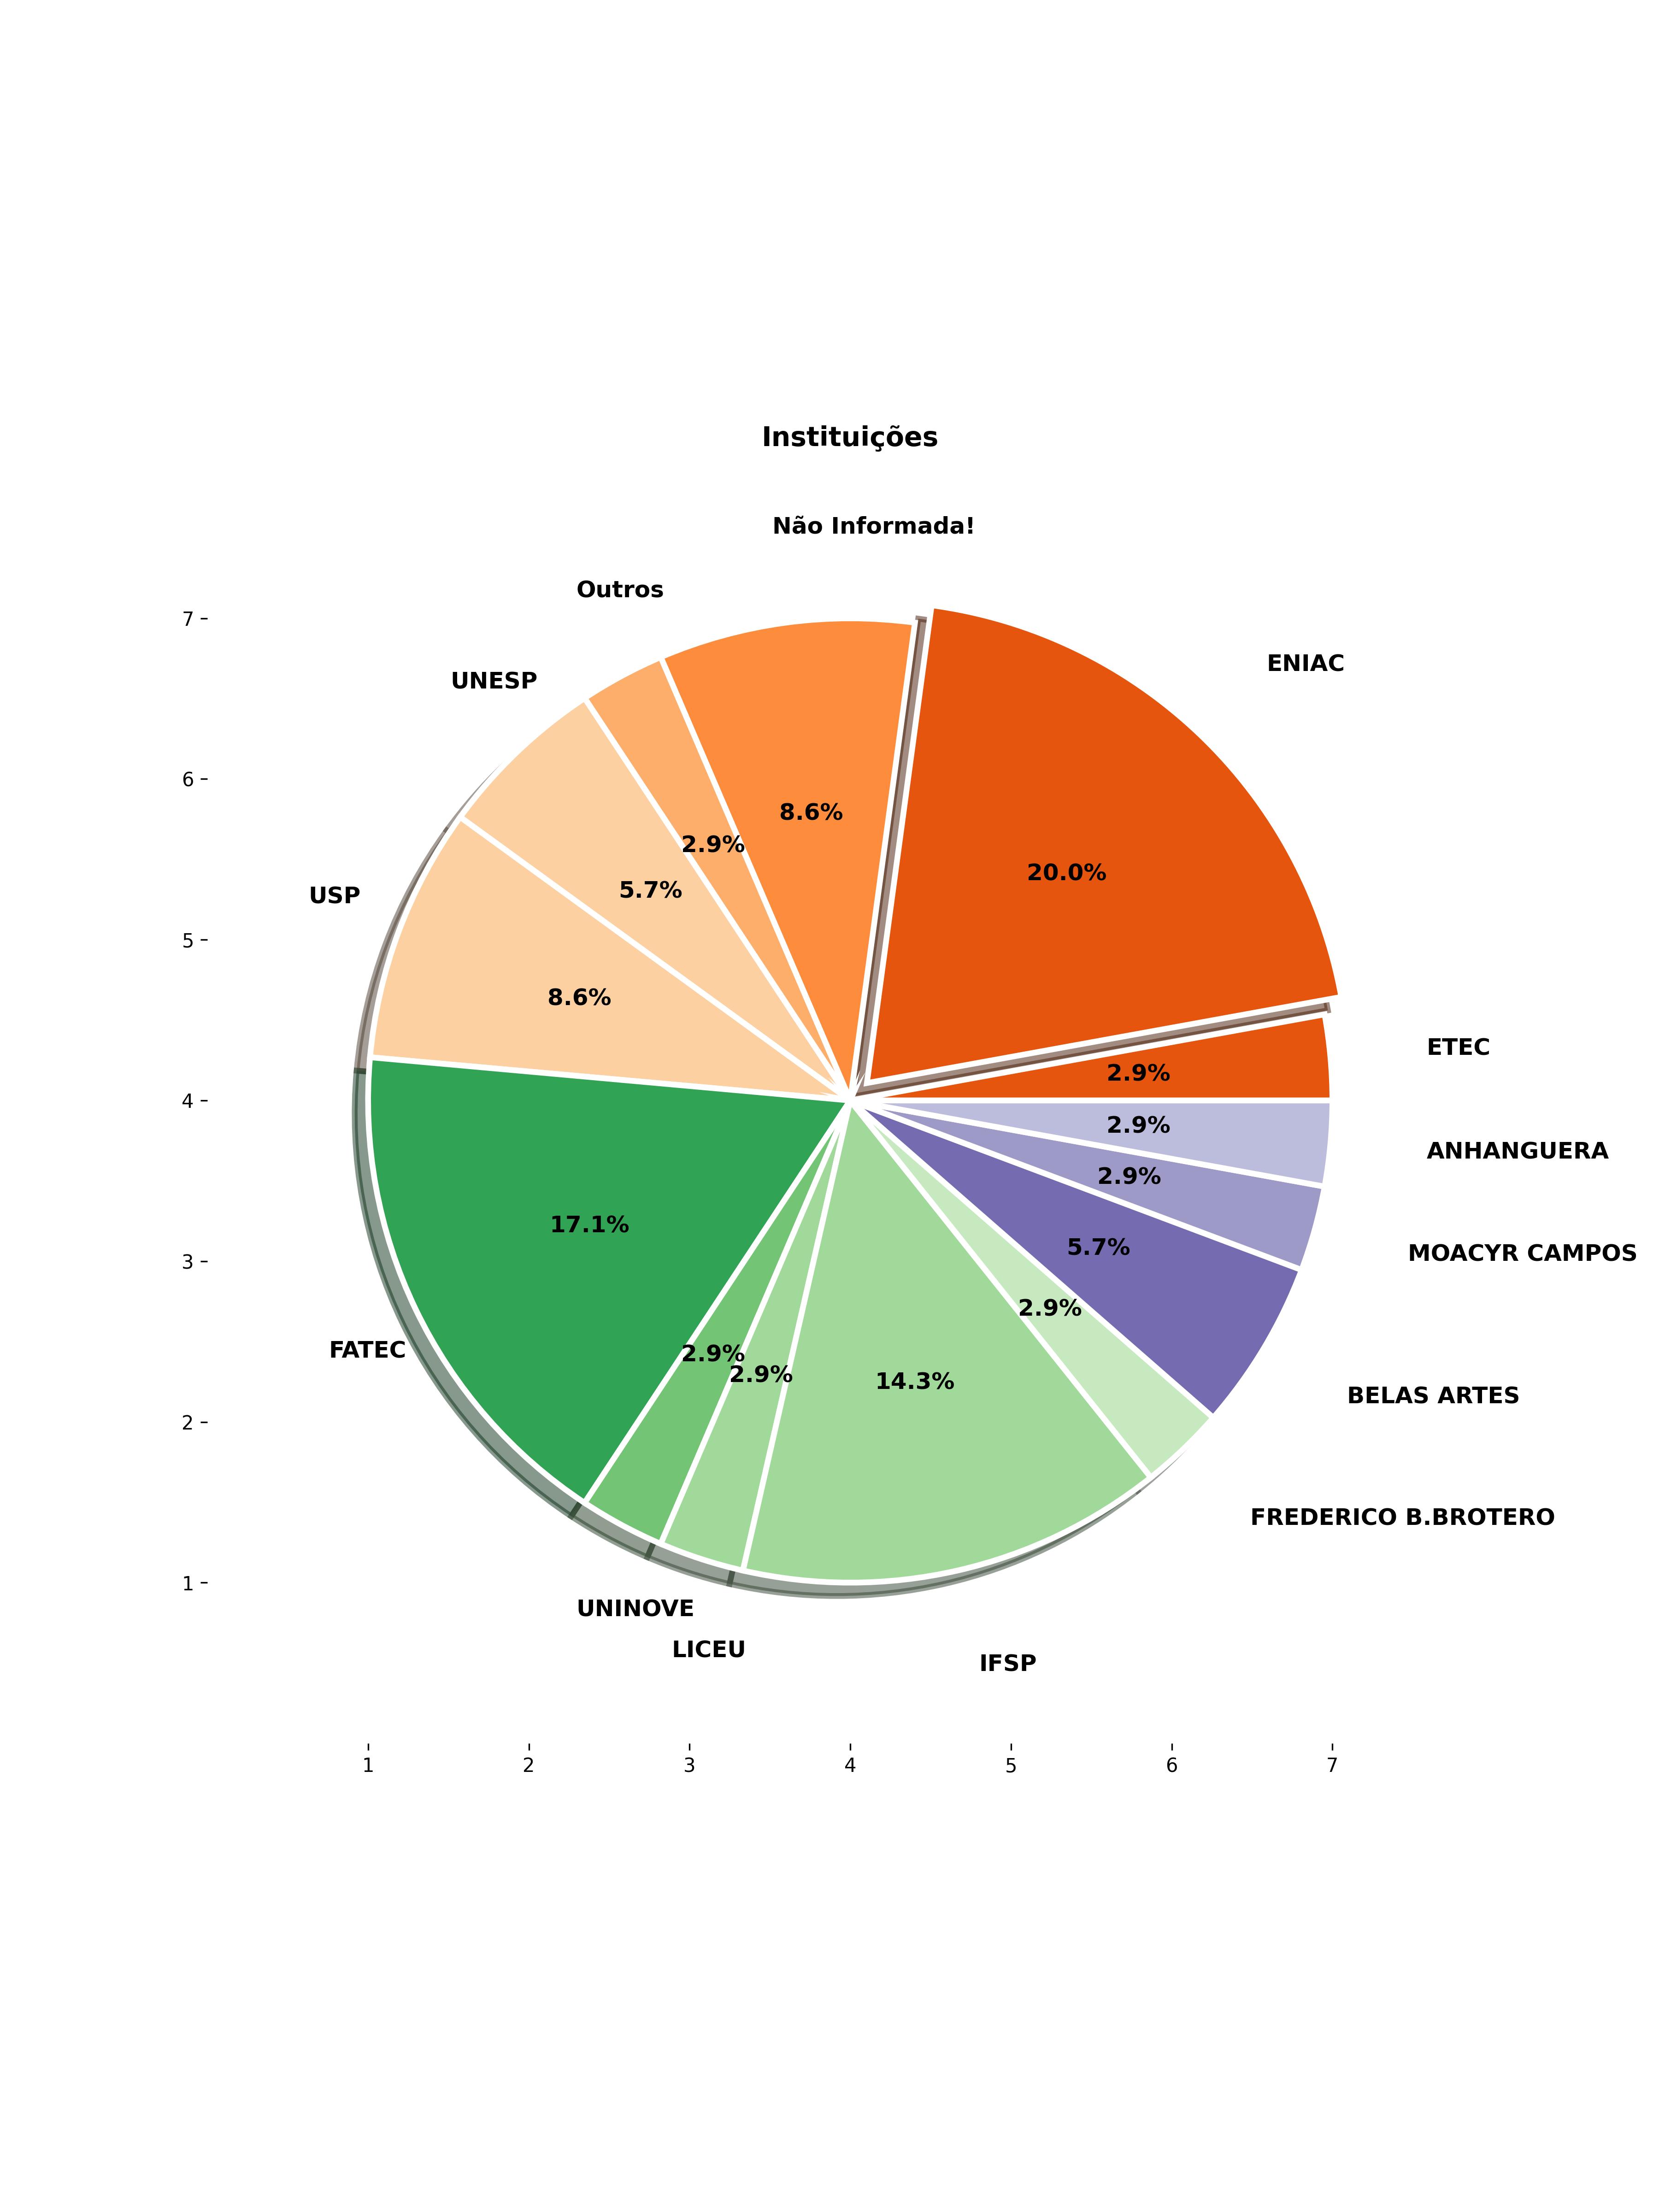 Instituições
Não Informada!
Outros
UNESP
ENIAC
USP
ETEC
ANHANGUERA
MOACYR CAMPOS
FATEC
BELAS ARTES
FREDERICO B.BROTERO
UNINOVE
LICEU
IFSP
8.6%
2.9%
20.0%
5.7%
8.6%
2.9%
2.9%
2.9%
17.1%
5.7%
2.9%
2.9%
2.9%
14.3%
7
6
5
4
3
2
1
1 2 3 4 5 6 7